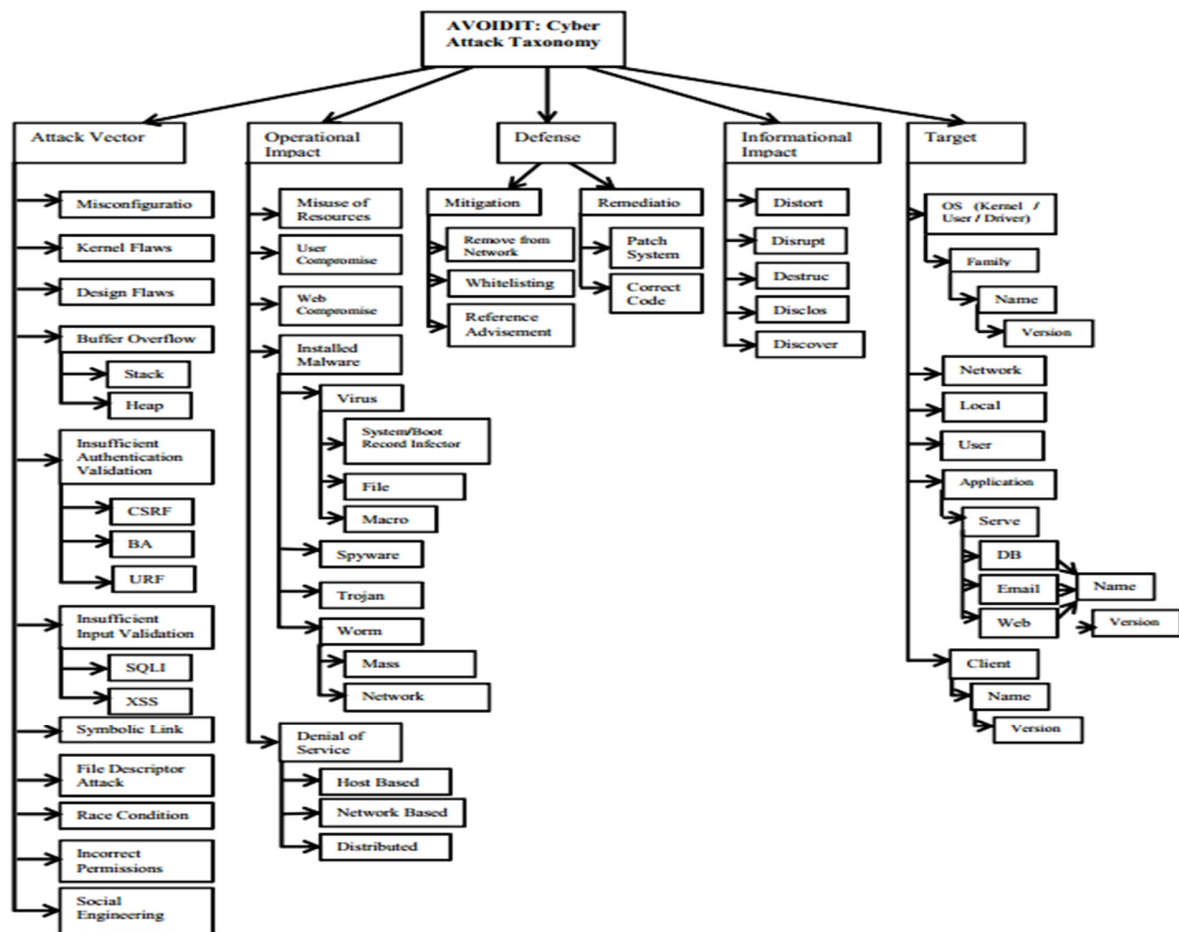 AVOIDIT: Cyber
Attack Taxonomy
Attack Vector
Misconfiguratio
Kernel Flaws
Design Flaws
Buffer Overflow
Stack
Heap
Insufficient
Authentication
Validation
CSRF
BA
URF
Insufficient
Input Validation
SQLI
XSS
Symbolic Link
File Descriptor
Attack
Race Condition
Incorrect
Permissions
Social
Engineering
Operational
Impact
Misuse of
Resources
User
Compromise
Web
Compromise
Installed
Malware
Virus
System/Boot
Record Infector
File
Macro
Spyware
Trojan
Worm
Mass
Network
Denial of
Service
Host Based
Network Based
Distributed
Defense
Mitigation
Remove from
Network
Whitelisting
Reference
Advisement
Remediatio
Patch
System
Correct
Code
Informational
Impact
Distort
Disrupt
Destruc
Disclos
Discover
Target
OS (Kernel /
User / Driver)
Family
Name
Version
Network
Local
User
Application
Serve
DB
Email
Web
Name
Version
Client
Name
Version